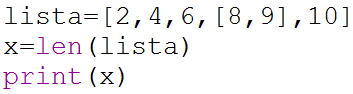 lista=[2,4,6,[8,9],10]
x=len(lista)
print(x)